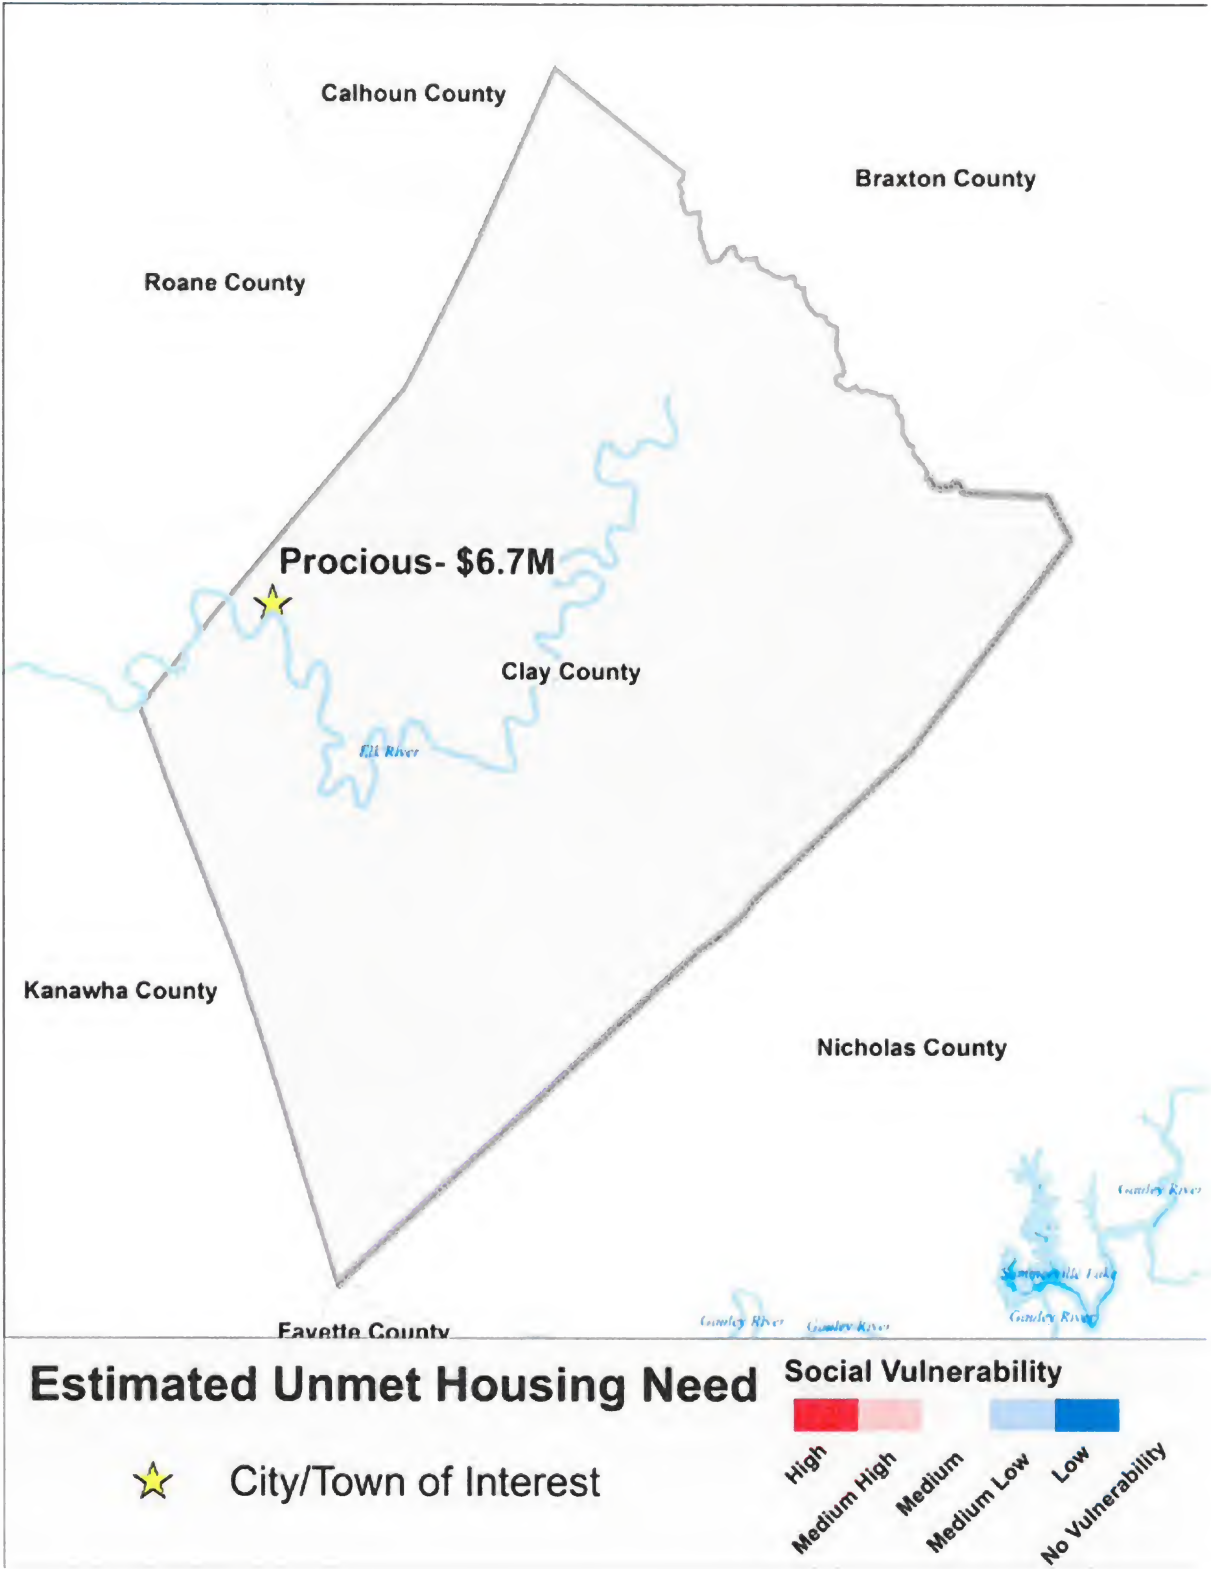 Calhoun County
Braxton County
Roane County
Procious- $6.7M
Clay County
Elk River
Kanawha County
Nicholas County
Gauley River
Summersville Lake
Gauley River
Gauley River
Gauley River
Fayette County
Estimated Unmet Housing Need
Social Vulnerability
High
Medium High
Medium
Medium Low
Low
No Vulnerability
City/Town of Interest